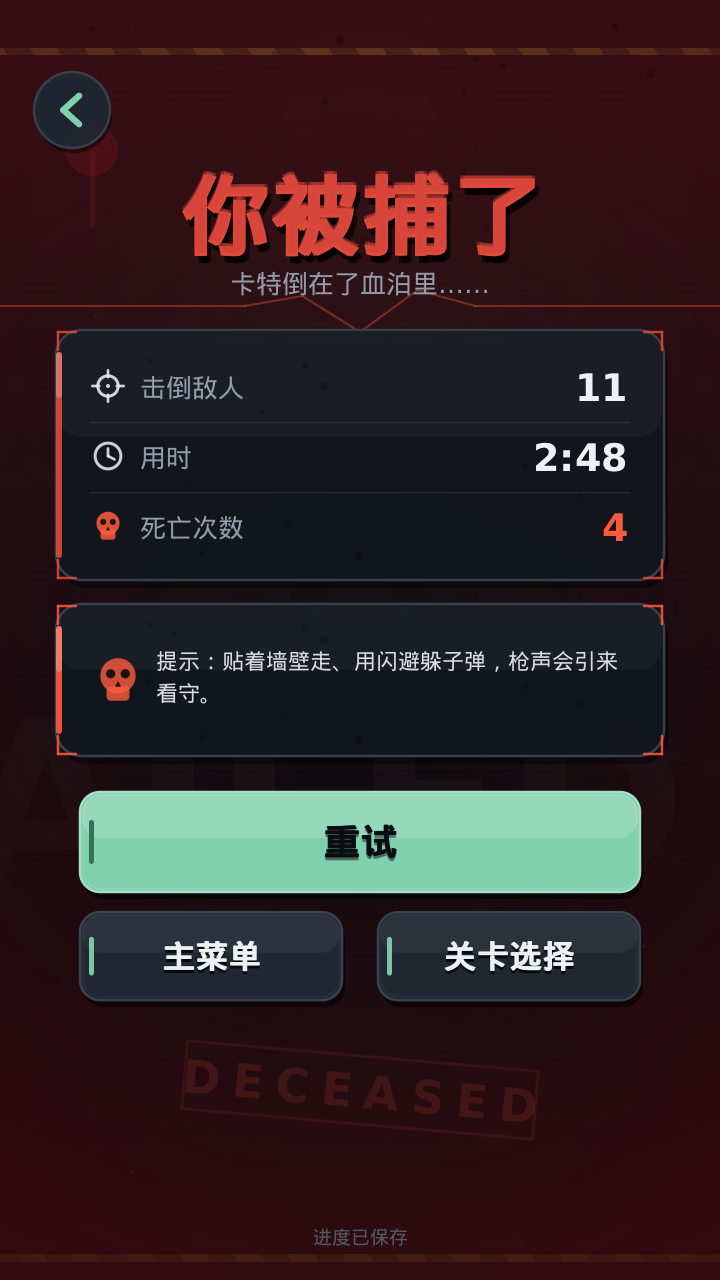 你被捕了
卡特倒在了血泊里……
击倒敌人 11
用时 2:48
死亡次数 4
提示：贴着墙壁走、用闪避躲子弹，枪声会引来
看守。
重试
主菜单 关卡选择
DECEASED
进度已保存